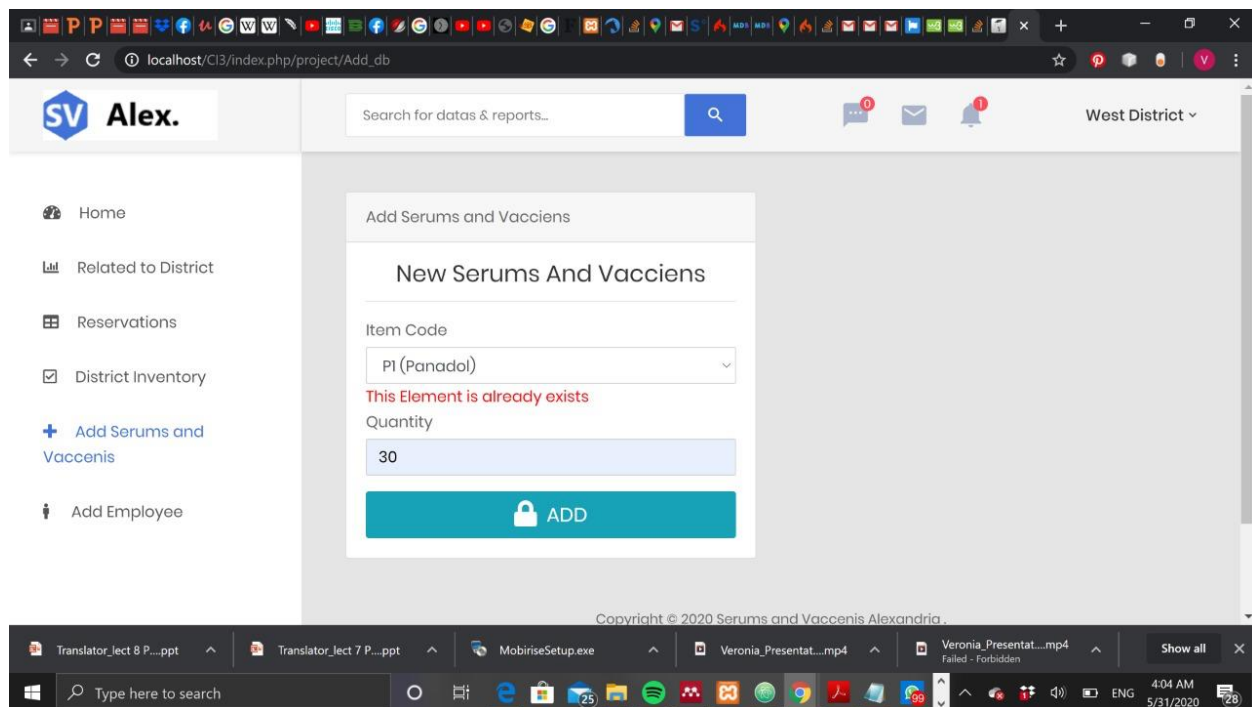 localhost/CI3/index.php/project/Add_db
V
SV Alex.
Search for datas & reports...
0
1
West District
Home
Related to District
Reservations
District Inventory
Add Serums and
Vaccenis
Add Employee
Add Serums and Vacciens
New Serums And Vacciens
Item Code
P1 (Panadol)
This Element is already exists
Quantity
30
ADD
Copyright © 2020 Serums and Vaccenis Alexandria .
Translator_lect 8 P....ppt
Translator_lect 7 P....ppt
MobiriseSetup.exe
Veronia_Presentat....mp4
Veronia_Presentat....mp4
Failed - Forbidden
Show all
Type here to search
25
99
ENG
4:04 AM
5/31/2020
28